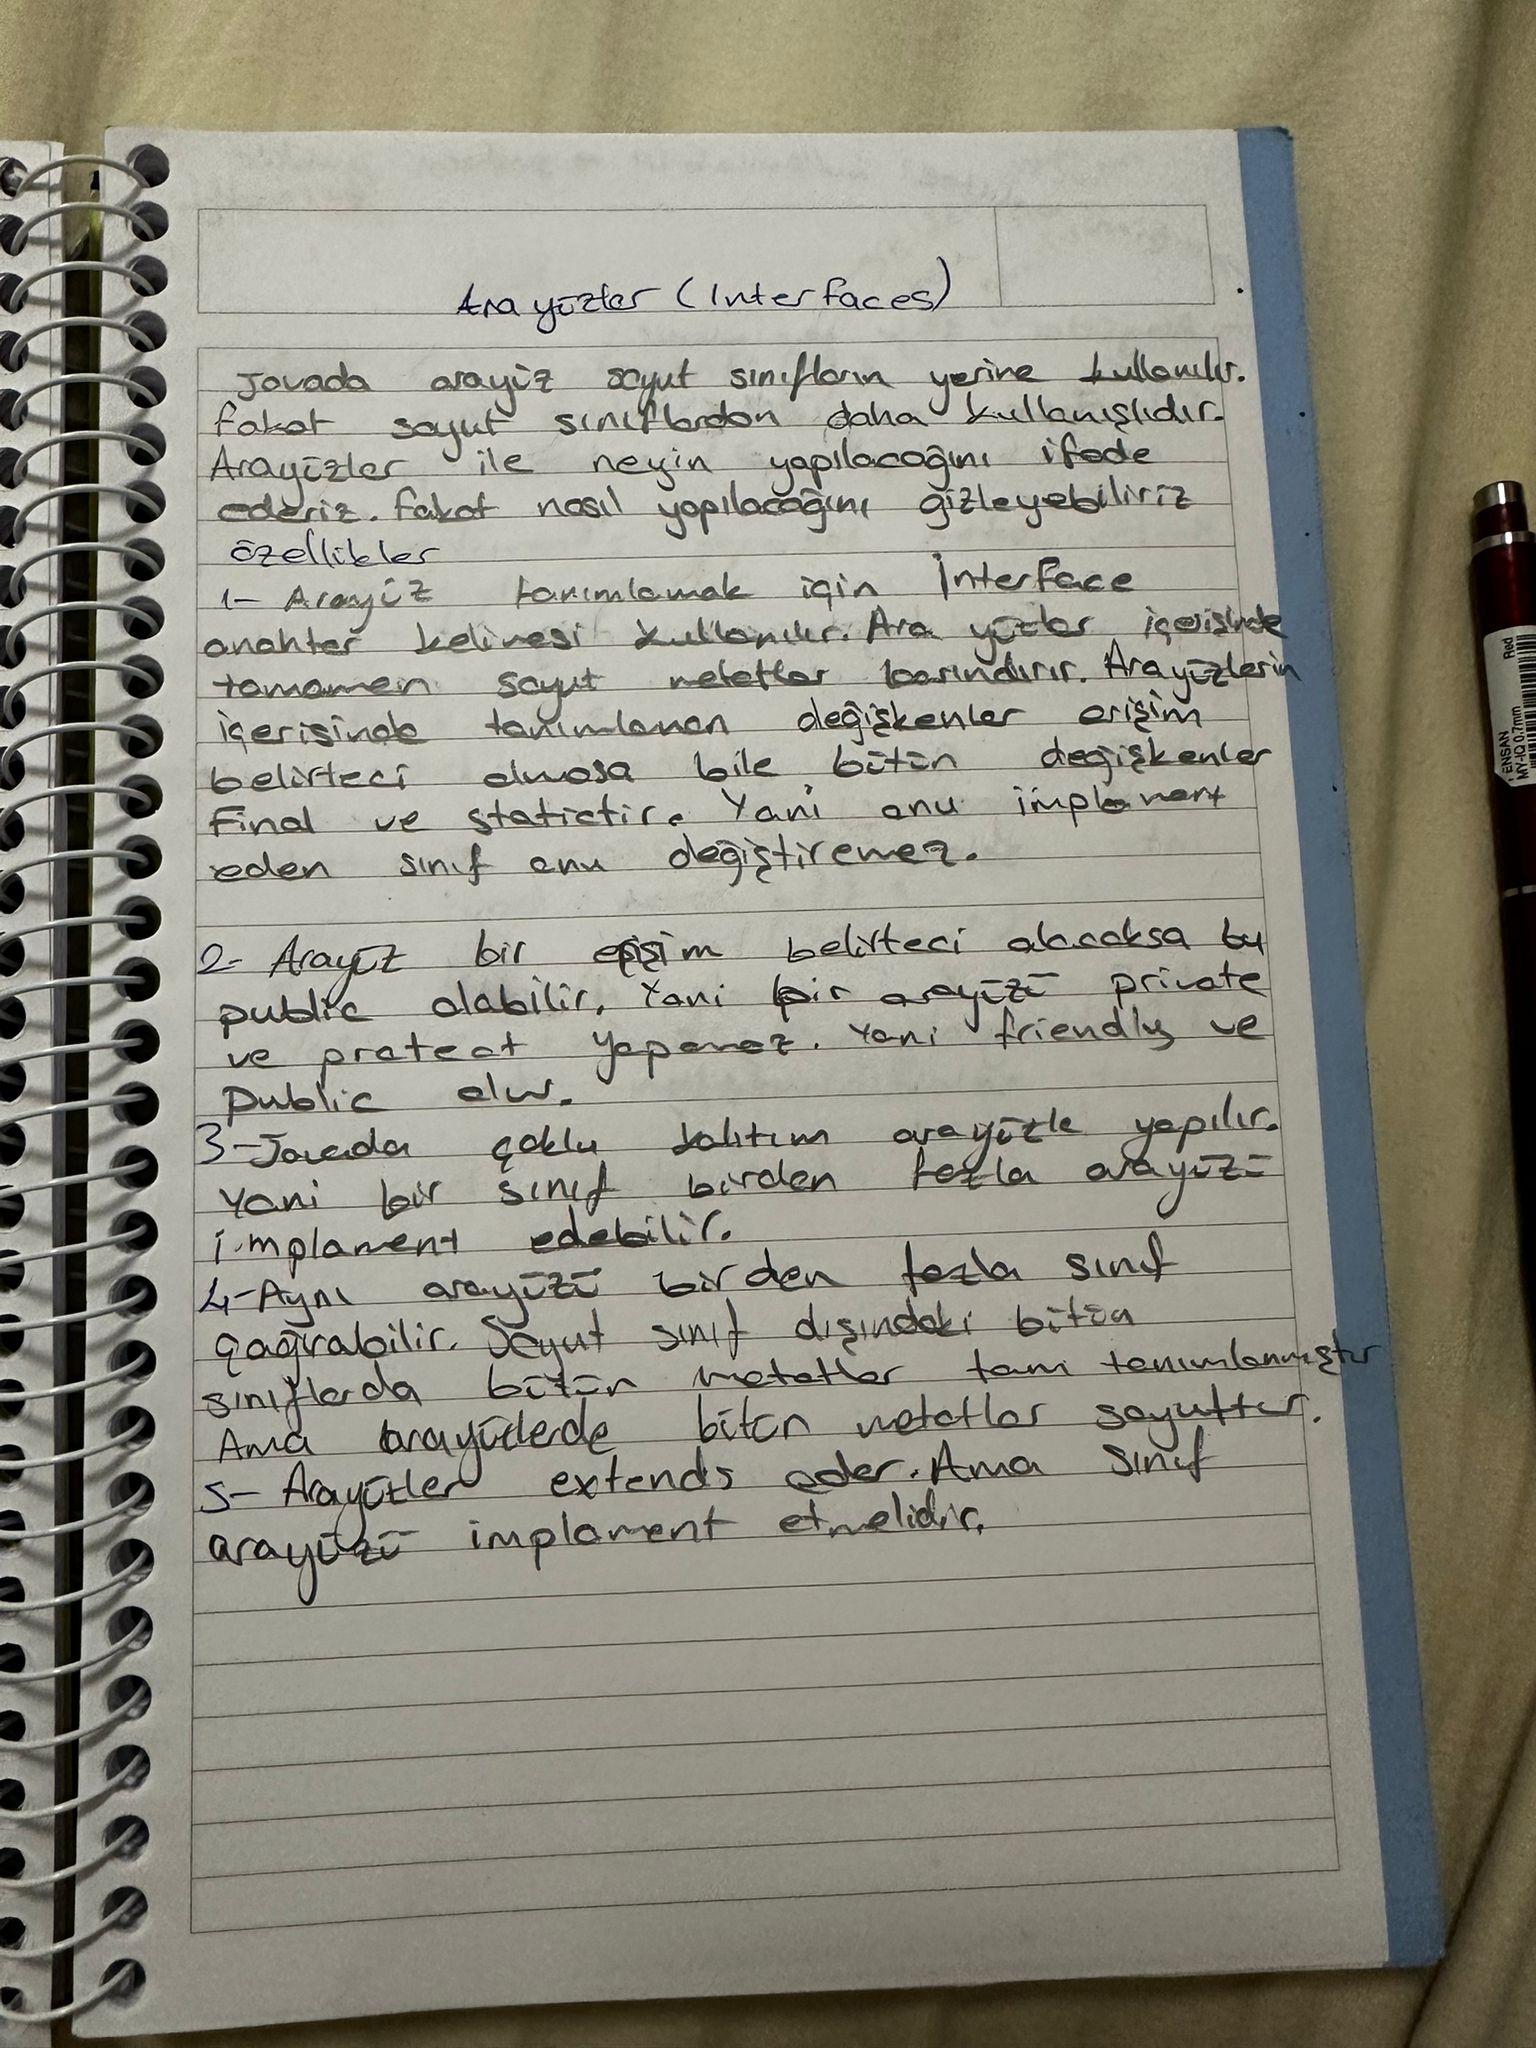 Arayüzler (Interfaces)
Javada arayüz soyut sınıfların yerine kullanılır.
fakat soyut sınıflardan daha kullanışlıdır.
Arayüzler ile neyin yapılacağını ifade
ederiz. fakat nasıl yapılacağını gizleyebiliriz
özellikler
1- Arayüz tanımlamak için İnterface
anahter kelimesi kullanılır. Ara yüzler içerisinde
tamamen soyut metotlar barındırır. Arayüzlerin
içerisinde tanımlanan değişkenler erişim
belirteci olmasa bile bütün değişkenler
Final ve statictir. Yani onu implament
eden sınıf onu değiştiremez.
2- Arayüz bir erişim belirteci alacaksa bu
public olabilir. Yani bir arayüzü private
ve protect yapamaz. Yani friendly ve
Public olur.
3- Javada çoklu kalıtım arayüzle yapılır.
Yani bir sınıf birden fazla arayüzü
implament edebilir.
4- Aynı arayüzü birden fazla sınıf
çağırabilir. Soyut sınıf dışındaki bütün
sınıflarda bütün metotlar tam tanımlanmıştır
Ama arayüzlerde bütün metotlar soyuttur.
5- Arayüzler extends eder. Ama sınıf
arayüzü implament etmelidir.
ENSAN
MY-IQ 0.7mm
Red